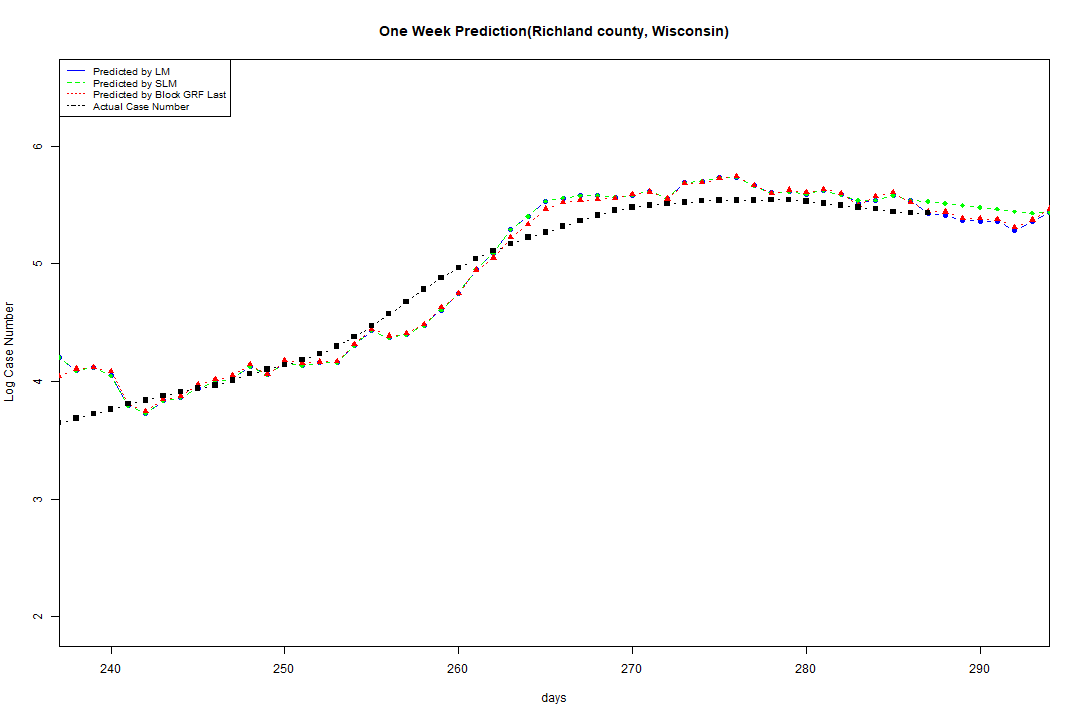 One Week Prediction(Richland county, Wisconsin)
Predicted by LM
Predicted by SLM
Predicted by Block GRF Last
Actual Case Number
6
5
4
3
2
Log Case Number
240 250 260 270 280 290
days